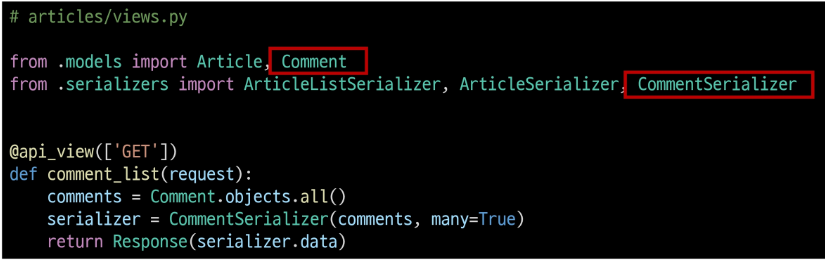 # articles/views.py
from .models import Article, Comment
from .serializers import ArticleListSerializer, ArticleSerializer, CommentSerializer
@api_view(['GET'])
def comment_list(request):
    comments = Comment.objects.all()
    serializer = CommentSerializer(comments, many=True)
    return Response(serializer.data)